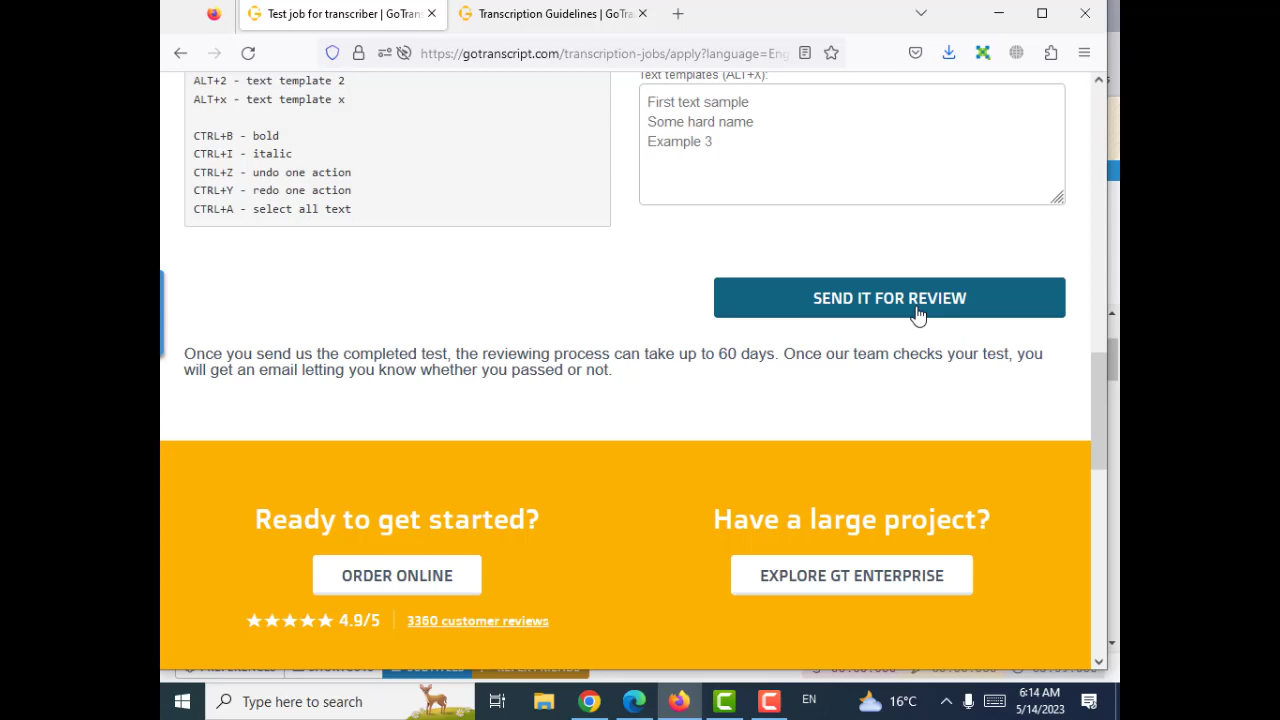 Test job for transcriber | GoTrans
Transcription Guidelines | GoTra
https://gotranscript.com/transcription-jobs/apply?language=Eng
ALT+2 - text template 2
ALT+x - text template x
CTRL+B - bold
CTRL+I - italic
CTRL+Z - undo one action
CTRL+Y - redo one action
CTRL+A - select all text
Text templates (ALT+X):
First text sample
Some hard name
Example 3
SEND IT FOR REVIEW
Once you send us the completed test, the reviewing process can take up to 60 days. Once our team checks your test, you
will get an email letting you know whether you passed or not.
Ready to get started?
ORDER ONLINE
4.9/5
3360 customer reviews
Have a large project?
EXPLORE GT ENTERPRISE
Type here to search
EN
16°C
6:14 AM
5/14/2023